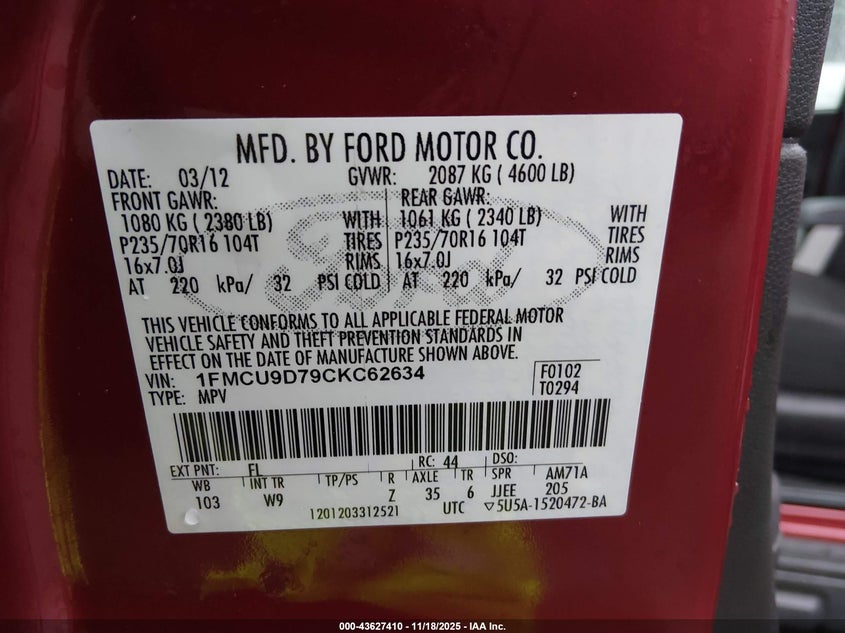 MFD. BY FORD MOTOR CO.
DATE: 03/12 GVWR: 2087 KG ( 4600 LB)
FRONT GAWR: REAR GAWR:
1080 KG ( 2380 LB) WITH 1061 KG ( 2340 LB) WITH
P235/70R16 104T TIRES P235/70R16 104T TIRES
16x7.0J RIMS 16x7.0J RIMS
AT 220 kPa/ 32 PSI COLD AT 220 kPa/ 32 PSI COLD
Ford
THIS VEHICLE CONFORMS TO ALL APPLICABLE FEDERAL MOTOR
VEHICLE SAFETY AND THEFT PREVENTION STANDARDS IN
EFFECT ON THE DATE OF MANUFACTURE SHOWN ABOVE.
VIN: 1FMCU9D79CKC62634 F0102
TYPE: MPV T0294
EXT PNT: FL RC: 44 DSO:
WB INT TR TP/PS R AXLE TR SPR AM71A
103 W9 Z 35 6 JJEE 205
1201203312521 UTC ▽5U5A-1520472-BA
000-43627410 - 11/18/2025 - IAA Inc.